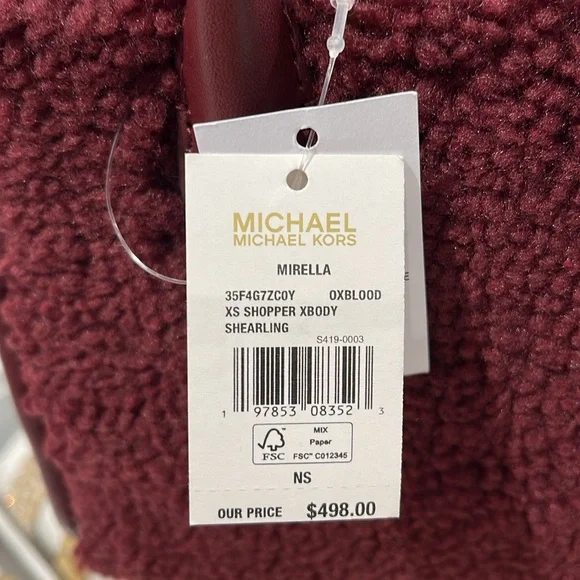 MICHAEL
MICHAEL KORS
MIRELLA
35F4G7ZC0Y OXBLOOD
XS SHOPPER XBODY
SHEARLING
S419-0003
1 97853 08352 3
MIX
Paper
FSC FSC™ C012345
NS
OUR PRICE $498.00
E